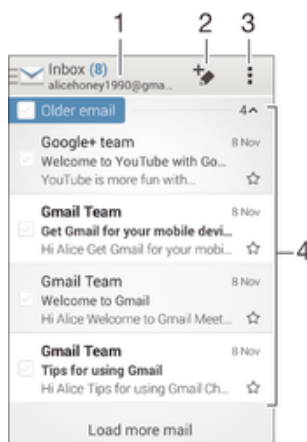 1 2 3
Inbox (8)
alicehoney1990@gma...
Older email 4
Google+ team 8 Nov
Welcome to YouTube with Go...
YouTube is more fun with...
Gmail Team 8 Nov
Get Gmail for your mobile devi...
Hi Alice Get Gmail for your mobi...
4
Gmail Team 8 Nov
Welcome to Gmail
Hi Alice Welcome to Gmail Meet...
Gmail Team 8 Nov
Tips for using Gmail
Hi Alice Tips for using Gmail Ch...
Load more mail